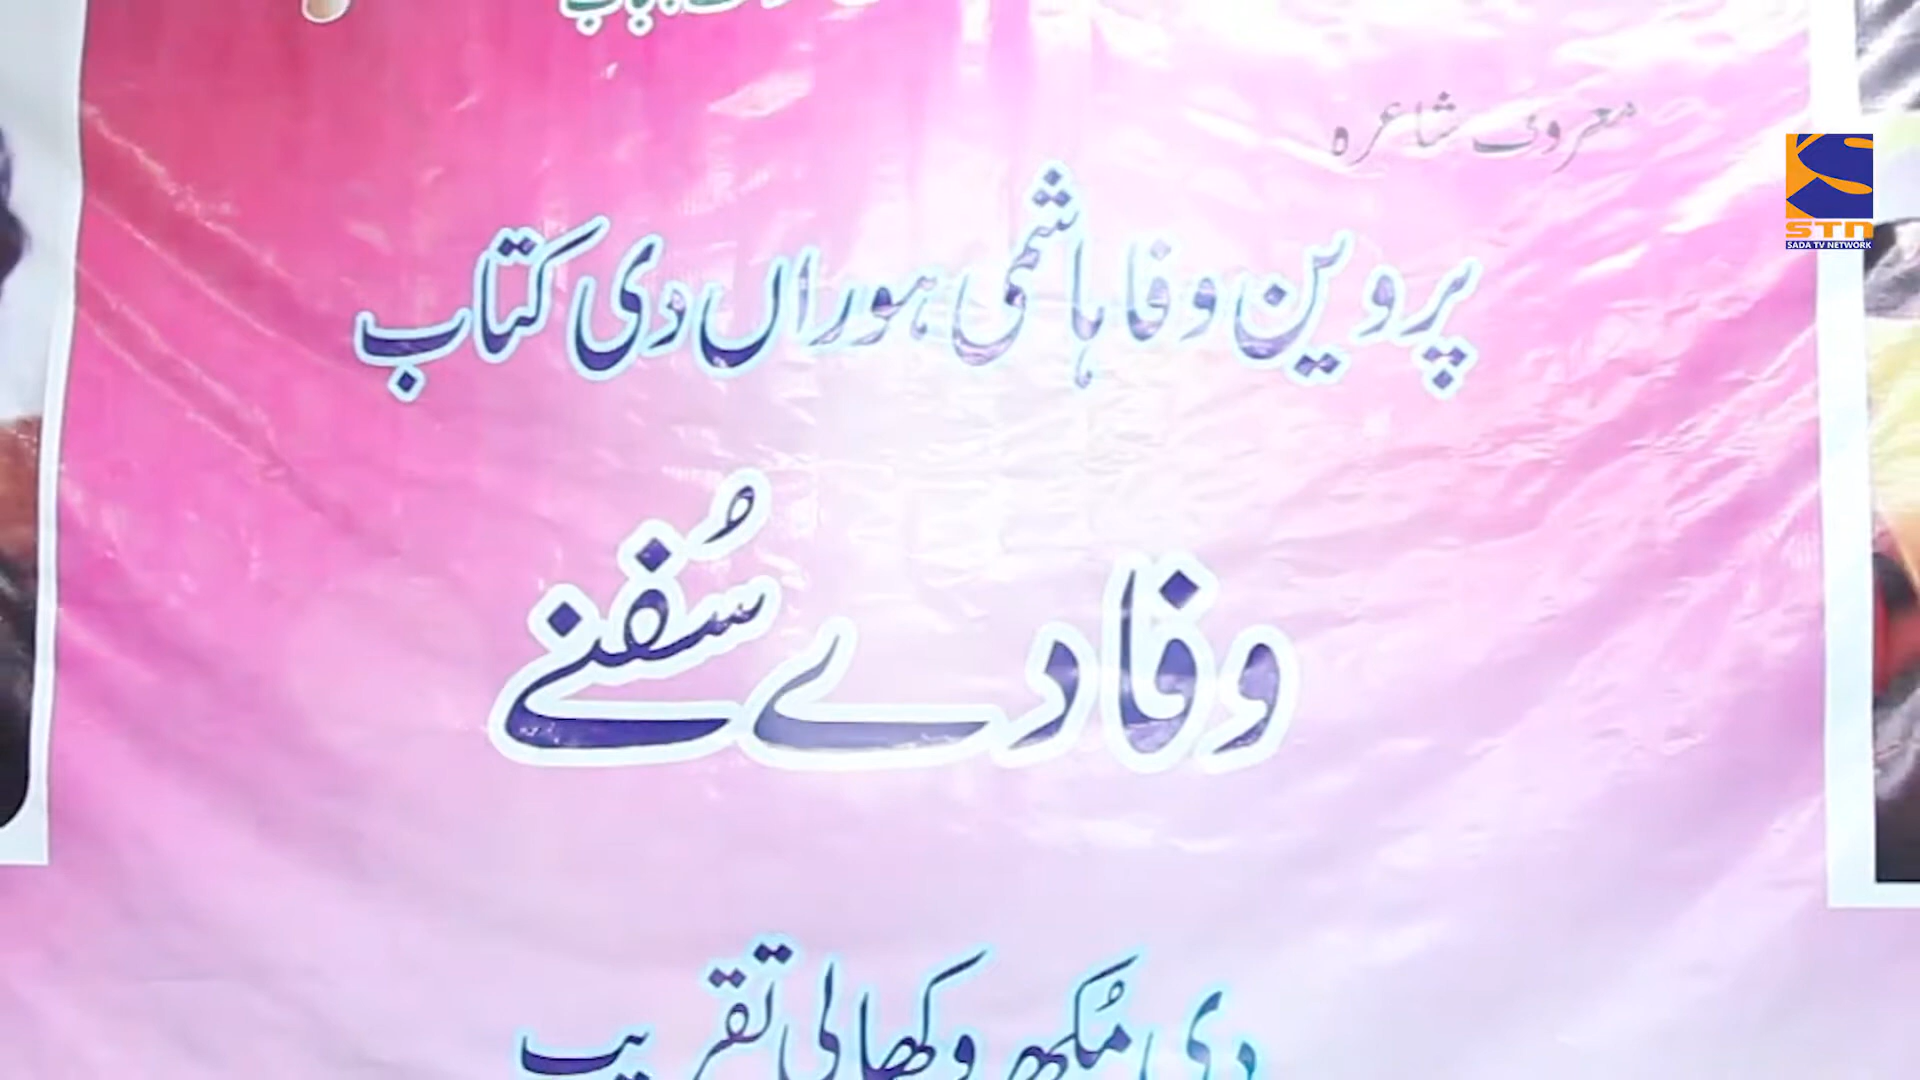 معروف شاعرہ
پروین وفا ہاشمی ہوراں دی کتاب
وفا دے سُفنے
دی مُکھ وکھالی تقریب
STN
SADA TV NETWORK